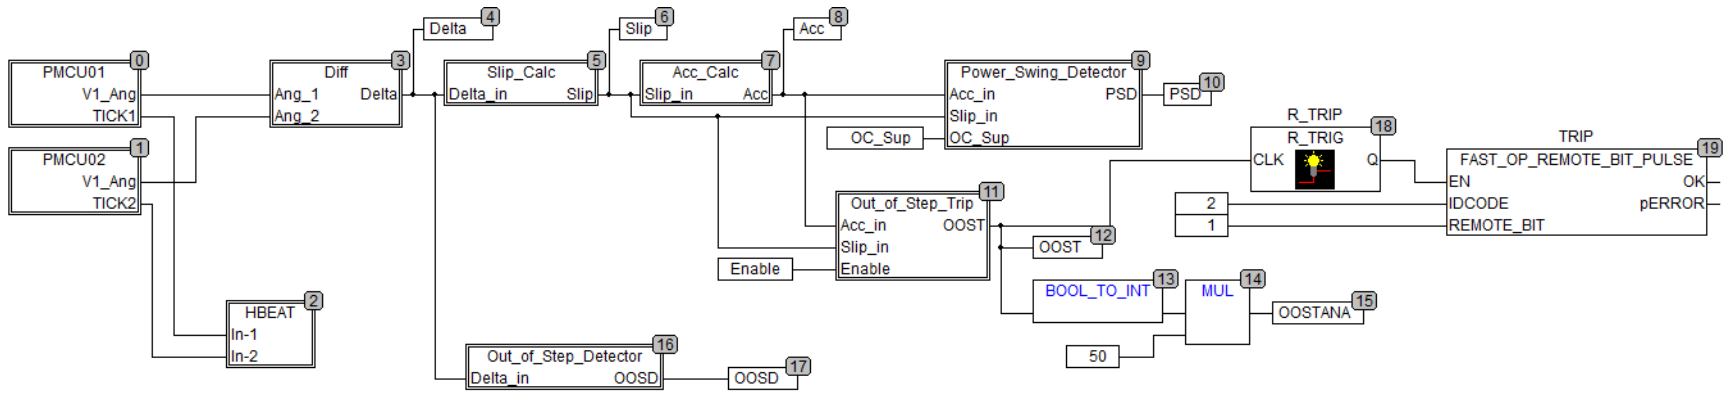 0
PMCU01
V1_Ang
TICK1
1
PMCU02
V1_Ang
TICK2
2
HBEAT
In-1
In-2
3
Diff
Ang_1 Delta
Ang_2
4
Delta
5
Slip_Calc
Delta_in Slip
6
Slip
7
Acc_Calc
Slip_in Acc
8
Acc
9
Power_Swing_Detector
Acc_in PSD
Slip_in
OC_Sup OC_Sup
10
PSD
11
Out_of_Step_Trip
Acc_in OOST
Slip_in
Enable Enable
12
OOST
13
BOOL_TO_INT
14
MUL
50
15
OOSTANA
16
Out_of_Step_Detector
Delta_in OOSD
17
OOSD
R_TRIP
18
R_TRIG
CLK Q
TRIP
19
FAST_OP_REMOTE_BIT_PULSE
EN OK
2 IDCODE pERROR
1 REMOTE_BIT